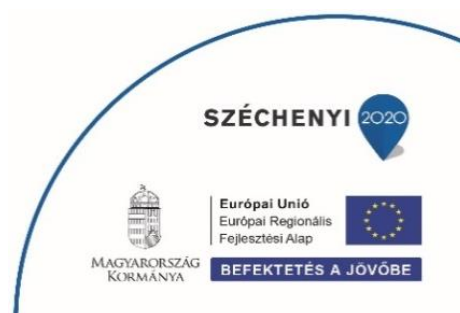 SZÉCHENYI 2020
Európai Unió
Európai Regionális
Fejlesztési Alap
MAGYARORSZÁG
KORMÁNYA
BEFEKTETÉS A JÖVŐBE